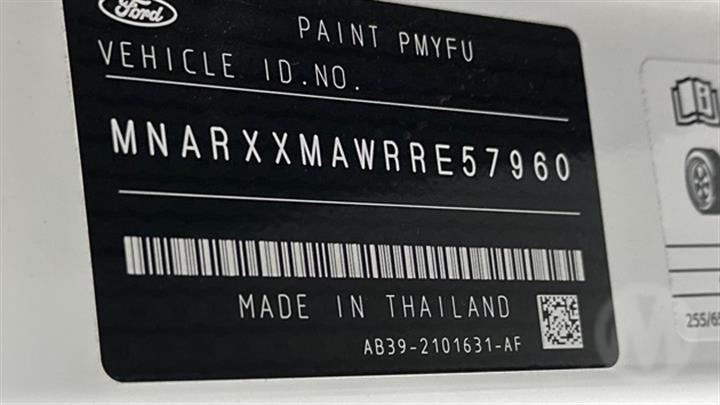 Ford
PAINT PMYFU
VEHICLE ID.NO.
MNARXXMAWRRE57960
MADE IN THAILAND
AB39-2101631-AF